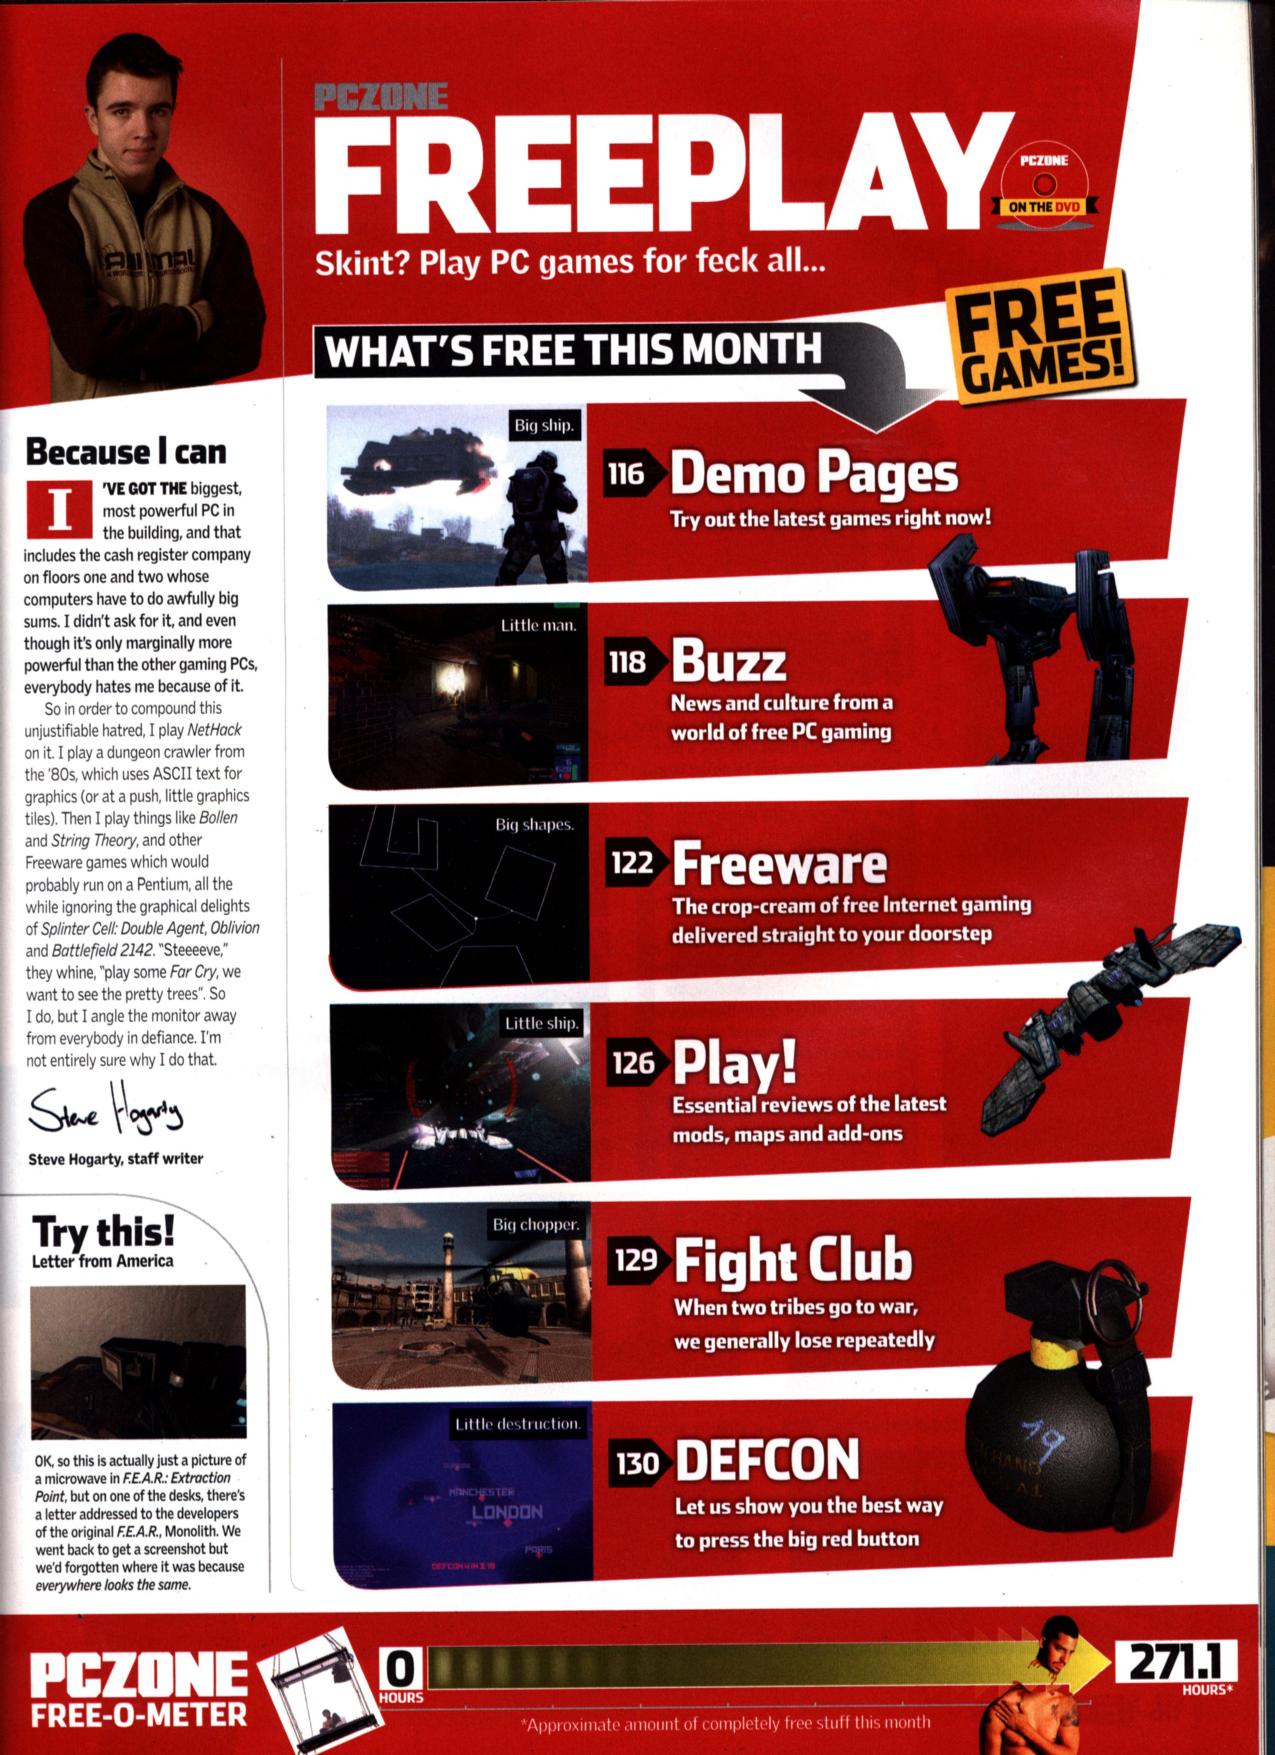 PCZONE
FREEPLAY
PCZONE
ON THE DVD
Skint? Play PC games for feck all...
FREE
GAMES!
WHAT'S FREE THIS MONTH
ANIMAL
Because I can
I'VE GOT THE biggest,
most powerful PC in
the building, and that
includes the cash register company
on floors one and two whose
computers have to do awfully big
sums. I didn't ask for it, and even
though it's only marginally more
powerful than the other gaming PCs,
everybody hates me because of it.
So in order to compound this
unjustifiable hatred, I play NetHack
on it. I play a dungeon crawler from
the '80s, which uses ASCII text for
graphics (or at a push, little graphics
tiles). Then I play things like Bollen
and String Theory, and other
Freeware games which would
probably run on a Pentium, all the
while ignoring the graphical delights
of Splinter Cell: Double Agent, Oblivion
and Battlefield 2142. "Steeeeve,"
they whine, "play some Far Cry, we
want to see the pretty trees". So
I do, but I angle the monitor away
from everybody in defiance. I'm
not entirely sure why I do that.
Steve Hogarty
Steve Hogarty, staff writer
Try this!
Letter from America
OK, so this is actually just a picture of
a microwave in F.E.A.R.: Extraction
Point, but on one of the desks, there's
a letter addressed to the developers
of the original F.E.A.R., Monolith. We
went back to get a screenshot but
we'd forgotten where it was because
everywhere looks the same.
Big ship.
116
Demo Pages
Try out the latest games right now!
Little man.
118
Buzz
News and culture from a
world of free PC gaming
Big shapes.
122
Freeware
The crop-cream of free Internet gaming
delivered straight to your doorstep
Little ship.
126
Play!
Essential reviews of the latest
mods, maps and add-ons
Big chopper.
129
Fight Club
When two tribes go to war,
we generally lose repeatedly
19
HAND
Little destruction.
MANCHESTER
LONDON
PARIS
130
DEFCON
Let us show you the best way
to press the big red button
PCZONE
FREE-O-METER
0
HOURS
271.1
HOURS*
*Approximate amount of completely free stuff this month